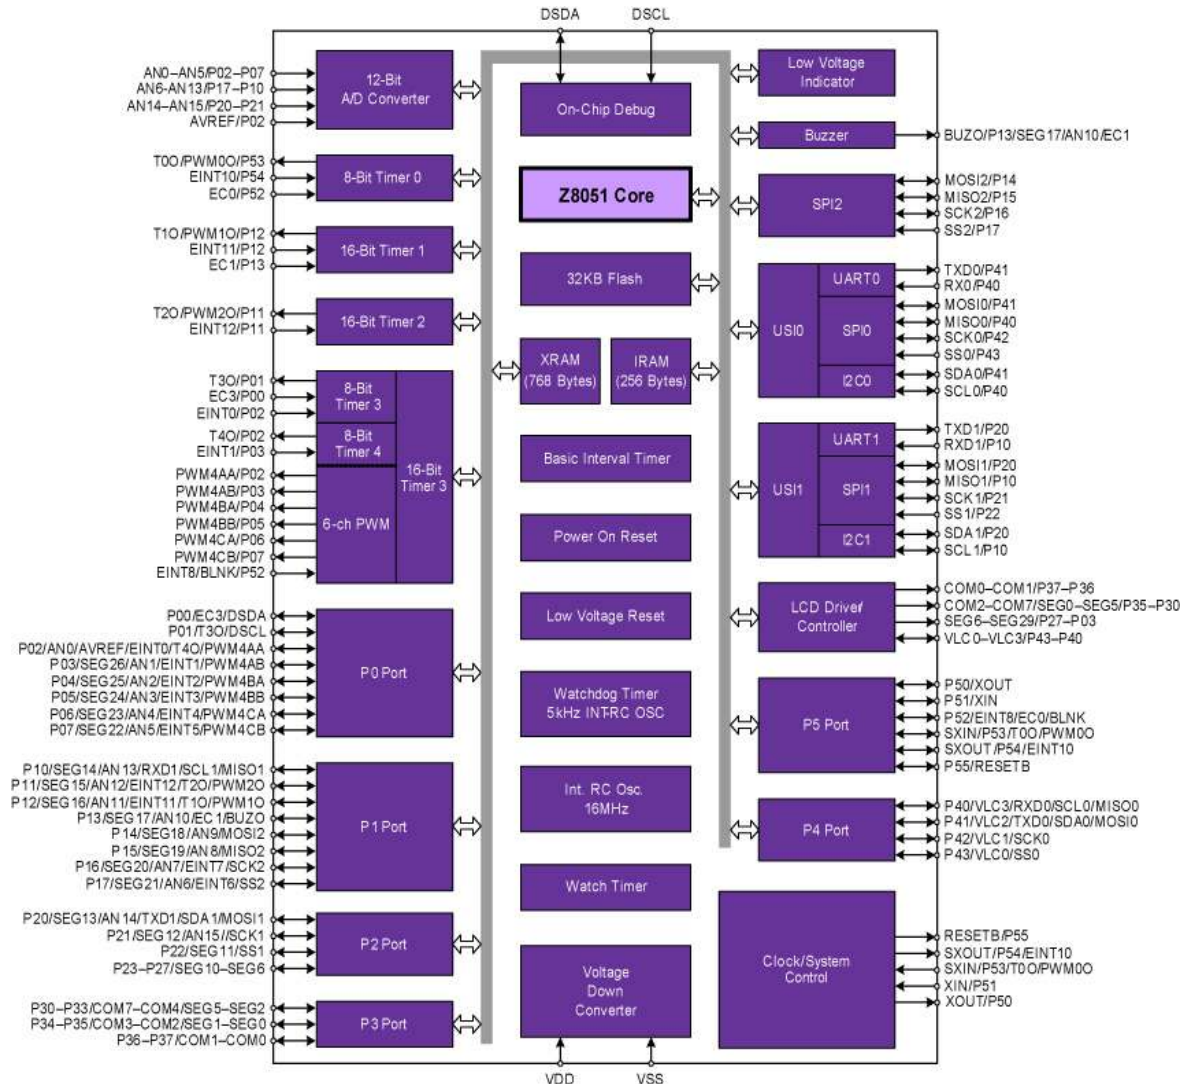 DSDA
DSCL
AN0–AN5/P02–P07
AN6-AN13/P17–P10
AN14–AN15/P20–P21
AVREF/P02
12-Bit
A/D Converter
T0O/PWM0O/P53
EINT10/P54
EC0/P52
8-Bit Timer 0
T1O/PWM1O/P12
EINT11/P12
EC1/P13
16-Bit Timer 1
T2O/PWM2O/P11
EINT12/P11
16-Bit Timer 2
T3O/P01
EC3/P00
EINT0/P02
T4O/P02
EINT1/P03
PWM4AA/P02
PWM4AB/P03
PWM4BA/P04
PWM4BB/P05
PWM4CA/P06
PWM4CB/P07
EINT8/BLNK/P52
8-Bit
Timer 3
8-Bit
Timer 4
6-ch PWM
16-Bit
Timer 3
P00/EC3/DSDA
P01/T3O/DSCL
P02/AN0/AVREF/EINT0/T4O/PWM4AA
P03/SEG26/AN1/EINT1/PWM4AB
P04/SEG25/AN2/EINT2/PWM4BA
P05/SEG24/AN3/EINT3/PWM4BB
P06/SEG23/AN4/EINT4/PWM4CA
P07/SEG22/AN5/EINT5/PWM4CB
P0 Port
P10/SEG14/AN13/RXD1/SCL1/MISO1
P11/SEG15/AN12/EINT12/T2O/PWM2O
P12/SEG16/AN11/EINT11/T1O/PWM1O
P13/SEG17/AN10/EC1/BUZO
P14/SEG18/AN9/MOSI2
P15/SEG19/AN8/MISO2
P16/SEG20/AN7/EINT7/SCK2
P17/SEG21/AN6/EINT6/SS2
P1 Port
P20/SEG13/AN14/TXD1/SDA1/MOSI1
P21/SEG12/AN15//SCK1
P22/SEG11/SS1
P23–P27/SEG10–SEG6
P2 Port
P30–P33/COM7–COM4/SEG5–SEG2
P34–P35/COM3–COM2/SEG1–SEG0
P36–P37/COM1–COM0
P3 Port
On-Chip Debug
Z8051 Core
32KB Flash
XRAM
(768 Bytes)
IRAM
(256 Bytes)
Basic Interval Timer
Power On Reset
Low Voltage Reset
Watchdog Timer
5kHz INT-RC OSC
Int. RC Osc.
16MHz
Watch Timer
Voltage
Down
Converter
VDD
VSS
Low Voltage
Indicator
Buzzer
BUZO/P13/SEG17/AN10/EC1
SPI2
MOSI2/P14
MISO2/P15
SCK2/P16
SS2/P17
USI0
UART0
SPI0
I2C0
TXD0/P41
RX0/P40
MOSI0/P41
MISO0/P40
SCK0/P42
SS0/P43
SDA0/P41
SCL0/P40
USI1
UART1
SPI1
I2C1
TXD1/P20
RXD1/P10
MOSI1/P20
MISO1/P10
SCK1/P21
SS1/P22
SDA1/P20
SCL1/P10
LCD Driver/
Controller
COM0–COM1/P37–P36
COM2–COM7/SEG0–SEG5/P35–P30
SEG6–SEG29/P27–P03
VLC0–VLC3/P43–P40
P5 Port
P50/XOUT
P51/XIN
P52/EINT8/EC0/BLNK
SXIN/P53/T0O/PWM0O
SXOUT/P54/EINT10
P55/RESETB
P4 Port
P40/VLC3/RXD0/SCL0/MISO0
P41/VLC2/TXD0/SDA0/MOSI0
P42/VLC1/SCK0
P43/VLC0/SS0
Clock/System
Control
RESETB/P55
SXOUT/P54/EINT10
SXIN/P53/T0O/PWM0O
XIN/P51
XOUT/P50